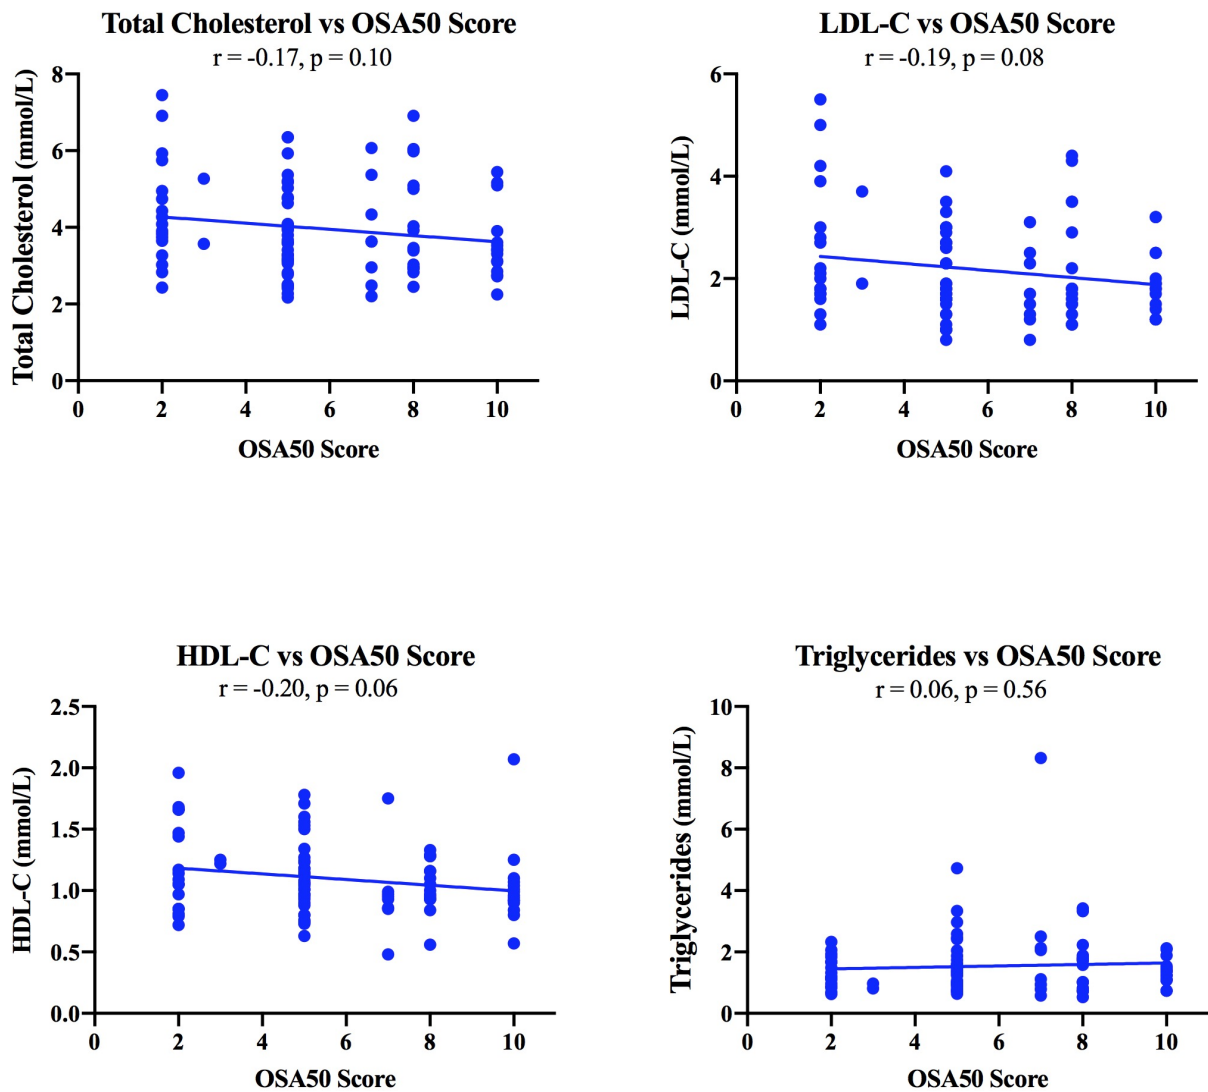 Total Cholesterol vs OSA50 Score
r = -0.17, p = 0.10
Total Cholesterol (mmol/L)
8
6
4
2
0
0 2 4 6 8 10
OSA50 Score
LDL-C vs OSA50 Score
r = -0.19, p = 0.08
LDL-C (mmol/L)
6
4
2
0
0 2 4 6 8 10
OSA50 Score
HDL-C vs OSA50 Score
r = -0.20, p = 0.06
HDL-C (mmol/L)
2.5
2.0
1.5
1.0
0.5
0.0
0 2 4 6 8 10
OSA50 Score
Triglycerides vs OSA50 Score
r = 0.06, p = 0.56
Triglycerides (mmol/L)
10
8
6
4
2
0
0 2 4 6 8 10
OSA50 Score